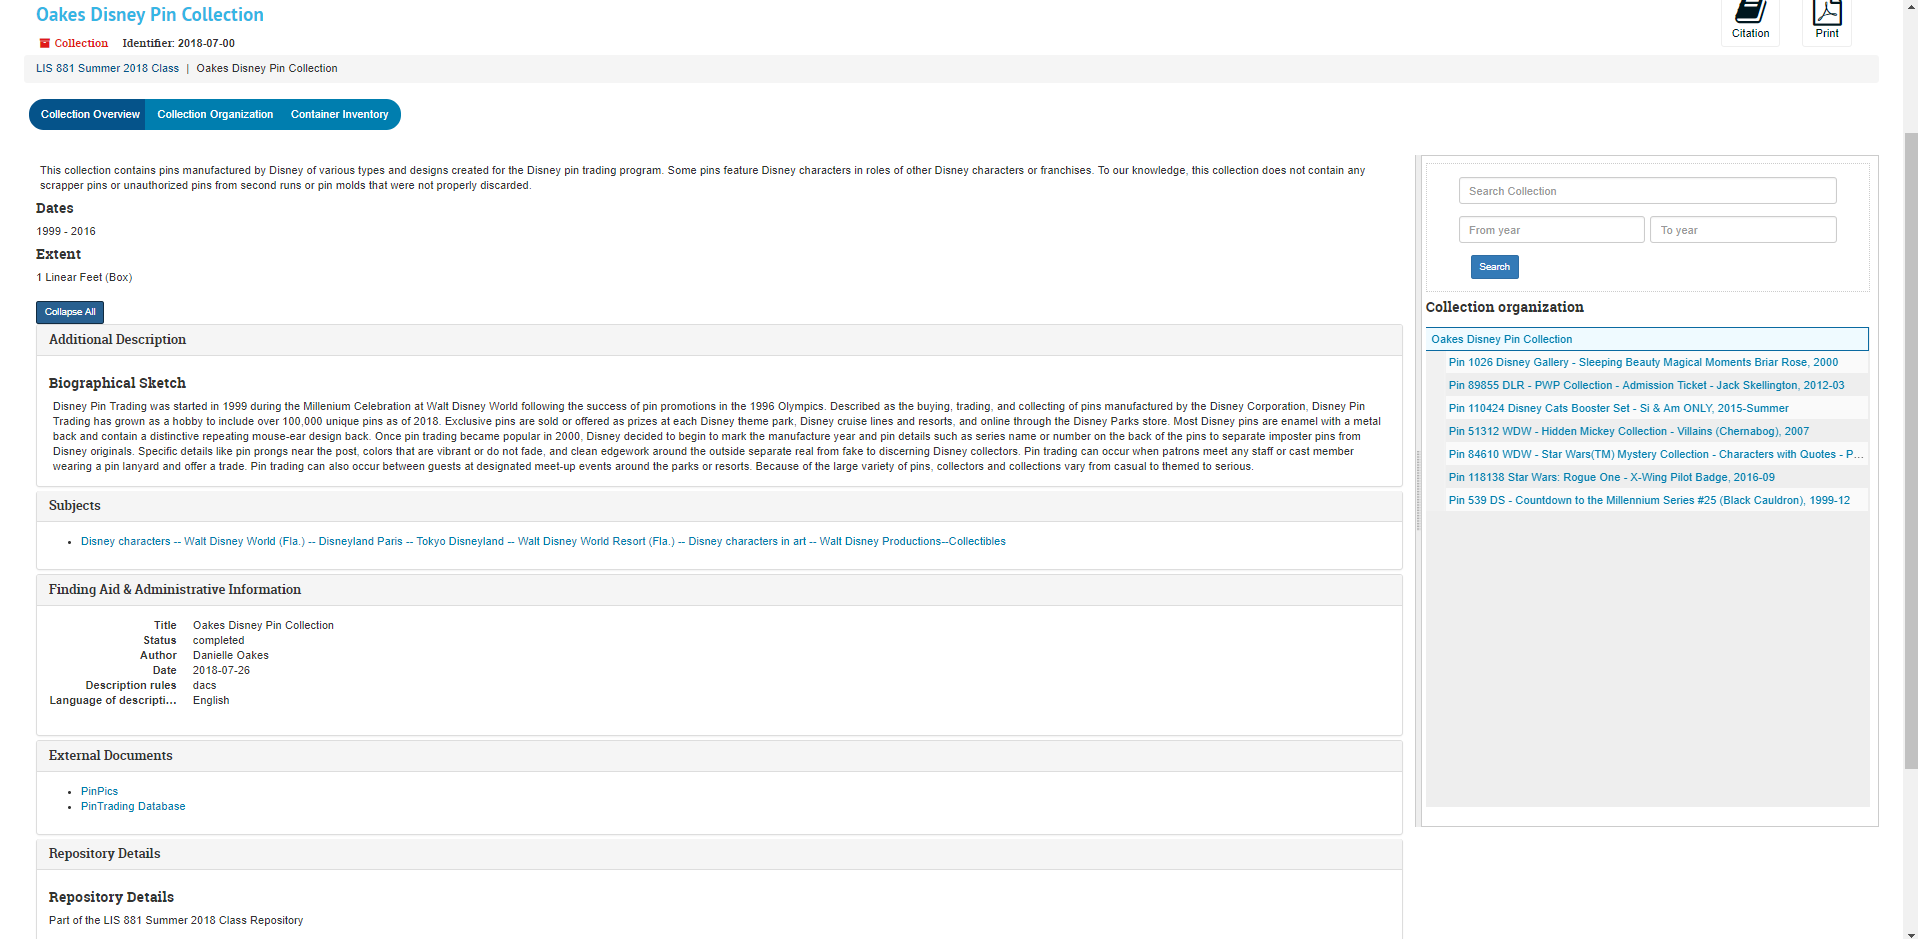 Oakes Disney Pin Collection
Collection Identifier: 2018-07-00
Citation
Print
LIS 881 Summer 2018 Class | Oakes Disney Pin Collection
Collection Overview
Collection Organization
Container Inventory
This collection contains pins manufactured by Disney of various types and designs created for the Disney pin trading program. Some pins feature Disney characters in roles of other Disney characters or franchises. To our knowledge, this collection does not contain any
scrapper pins or unauthorized pins from second runs or pin molds that were not properly discarded.
Dates
1999 - 2016
Extent
1 Linear Feet (Box)
Collapse All
Additional Description
Biographical Sketch
Disney Pin Trading was started in 1999 during the Millenium Celebration at Walt Disney World following the success of pin promotions in the 1996 Olympics. Described as the buying, trading, and collecting of pins manufactured by the Disney Corporation, Disney Pin
Trading has grown as a hobby to include over 100,000 unique pins as of 2018. Exclusive pins are sold or offered as prizes at each Disney theme park, Disney cruise lines and resorts, and online through the Disney Parks store. Most Disney pins are enamel with a metal
back and contain a distinctive repeating mouse-ear design back. Once pin trading became popular in 2000, Disney decided to begin to mark the manufacture year and pin details such as series name or number on the back of the pins to separate imposter pins from
Disney originals. Specific details like pin prongs near the post, colors that are vibrant or do not fade, and clean edgework around the outside separate real from fake to discerning Disney collectors. Pin trading can occur when patrons meet any staff or cast member
wearing a pin lanyard and offer a trade. Pin trading can also occur between guests at designated meet-up events around the parks or resorts. Because of the large variety of pins, collectors and collections vary from casual to themed to serious.
Subjects
Disney characters -- Walt Disney World (Fla.) -- Disneyland Paris -- Tokyo Disneyland -- Walt Disney World Resort (Fla.) -- Disney characters in art -- Walt Disney Productions--Collectibles
Finding Aid & Administrative Information
Title Oakes Disney Pin Collection
Status completed
Author Danielle Oakes
Date 2018-07-26
Description rules dacs
Language of descripti... English
External Documents
PinPics
PinTrading Database
Repository Details
Repository Details
Part of the LIS 881 Summer 2018 Class Repository
Search Collection
From year
To year
Search
Collection organization
Oakes Disney Pin Collection
Pin 1026 Disney Gallery - Sleeping Beauty Magical Moments Briar Rose, 2000
Pin 89855 DLR - PWP Collection - Admission Ticket - Jack Skellington, 2012-03
Pin 110424 Disney Cats Booster Set - Si & Am ONLY, 2015-Summer
Pin 51312 WDW - Hidden Mickey Collection - Villains (Chernabog), 2007
Pin 84610 WDW - Star Wars(TM) Mystery Collection - Characters with Quotes - P...
Pin 118138 Star Wars: Rogue One - X-Wing Pilot Badge, 2016-09
Pin 539 DS - Countdown to the Millennium Series #25 (Black Cauldron), 1999-12